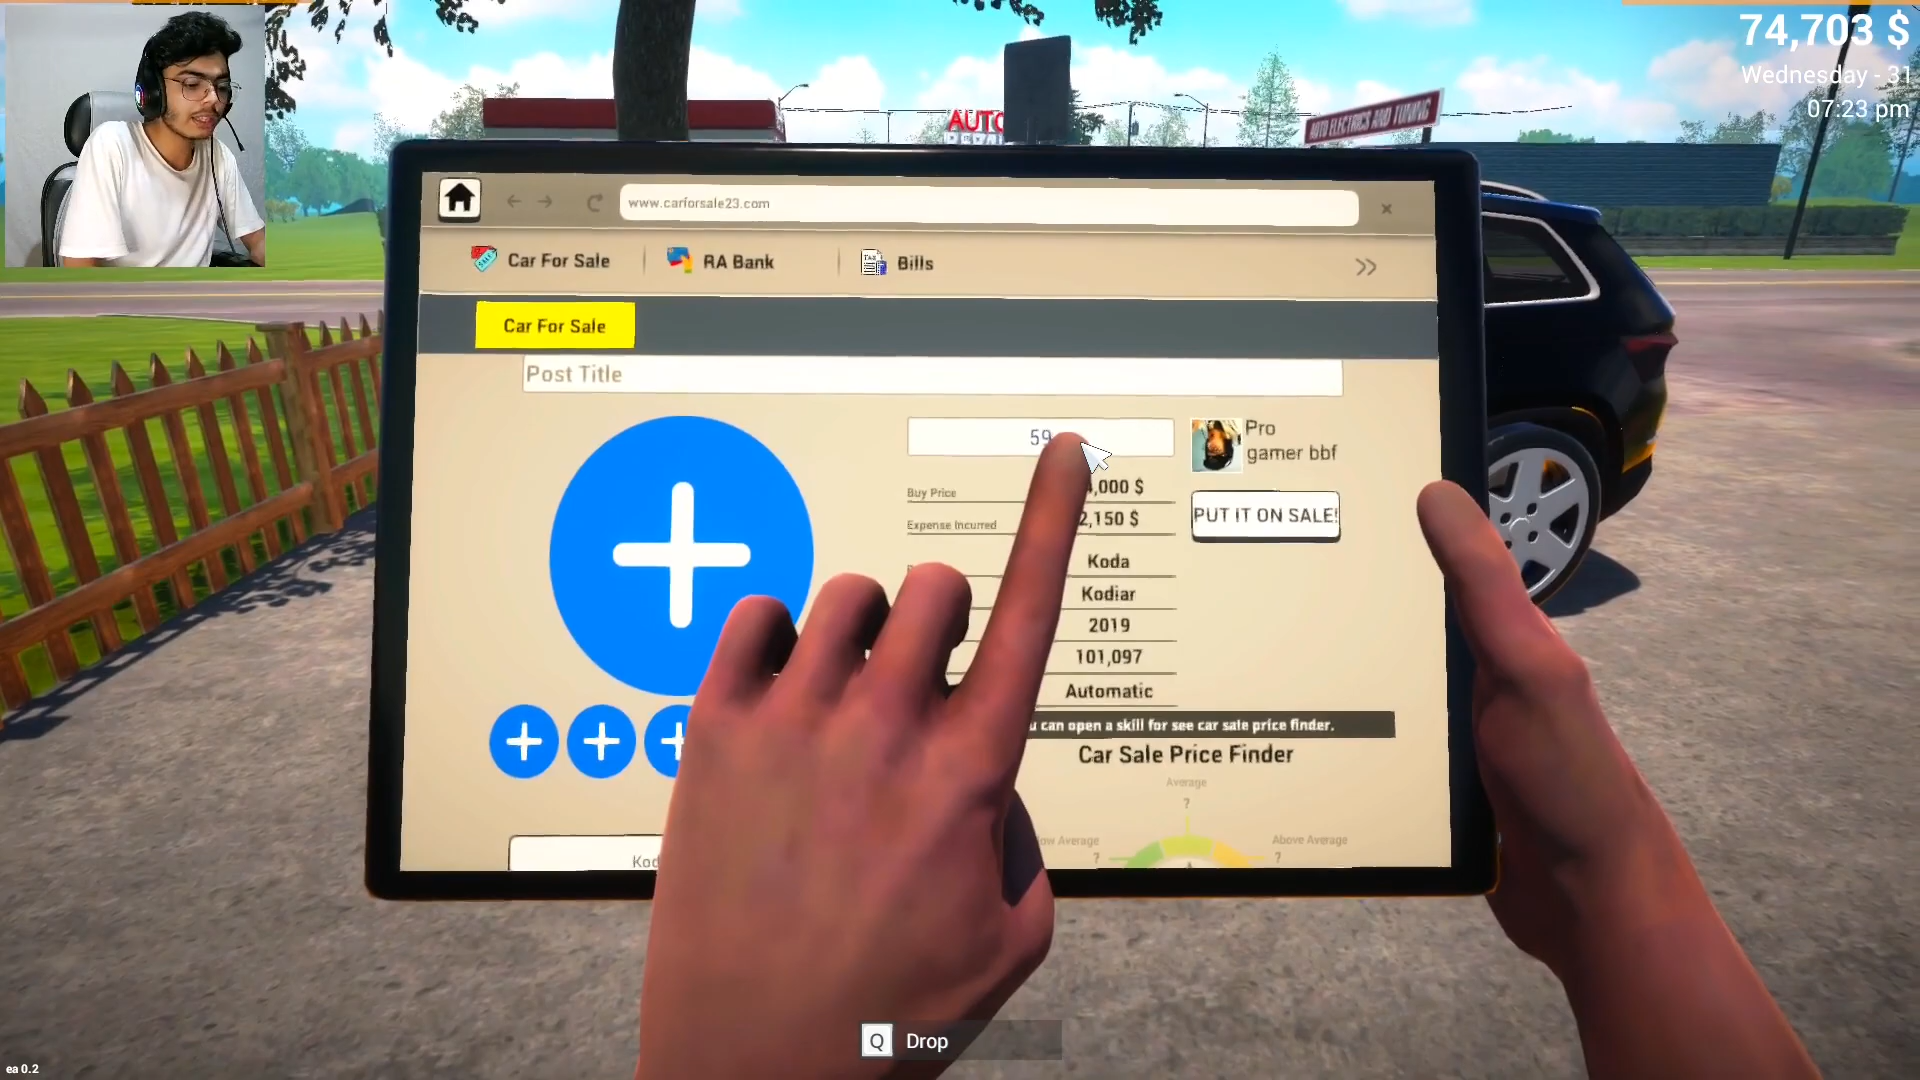 74,703 $
Wednesday - 31
07:23 pm
AUTO
AUTO ELECTRICS AND TUNING
www.carforsale23.com
Car For Sale
RA Bank
Bills
Car For Sale
Post Title
59
Pro
gamer bbf
Buy Price
,000 $
Expense Incurred
2,150 $
PUT IT ON SALE!
Koda
Kodiar
2019
101,097
Automatic
can open a skill for see car sale price finder.
Car Sale Price Finder
Average
?
Average
?
Above Average
?
Q Drop
ea 0.2